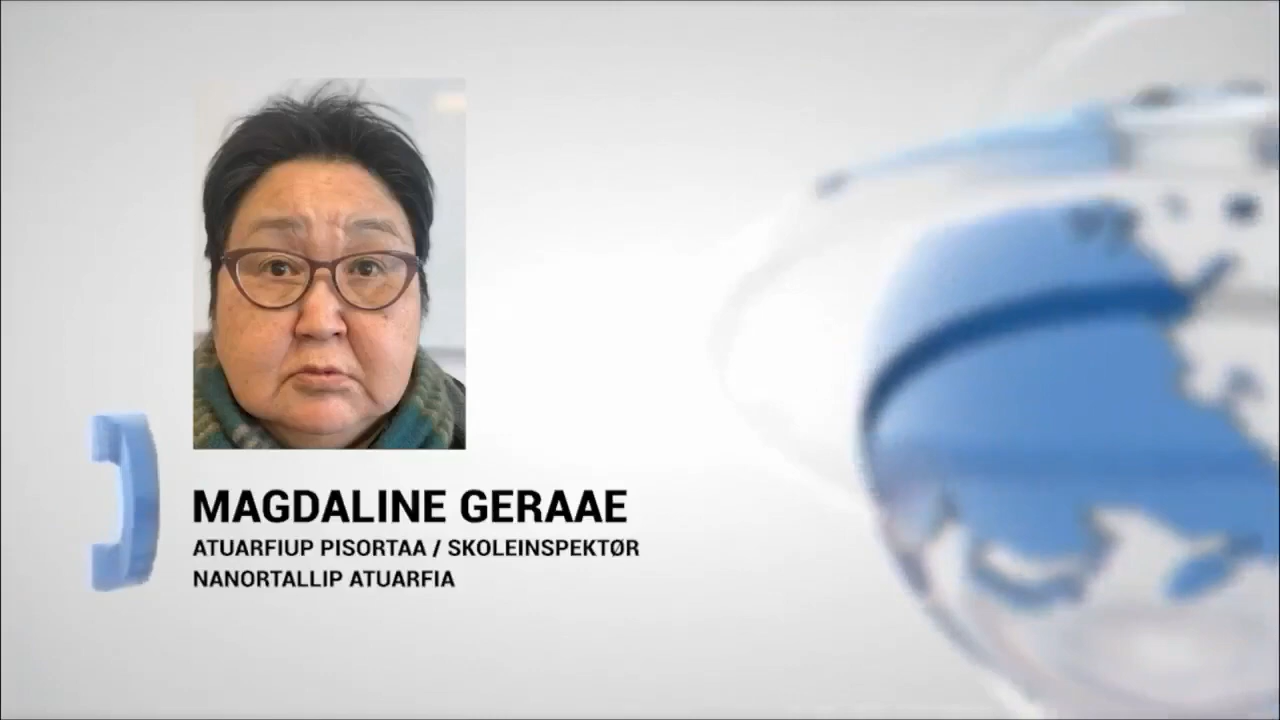 MAGDALINE GERAAE
ATUARFIUP PISORTAA / SKOLEINSPEKTØR
NANORTALLIP ATUARFIA